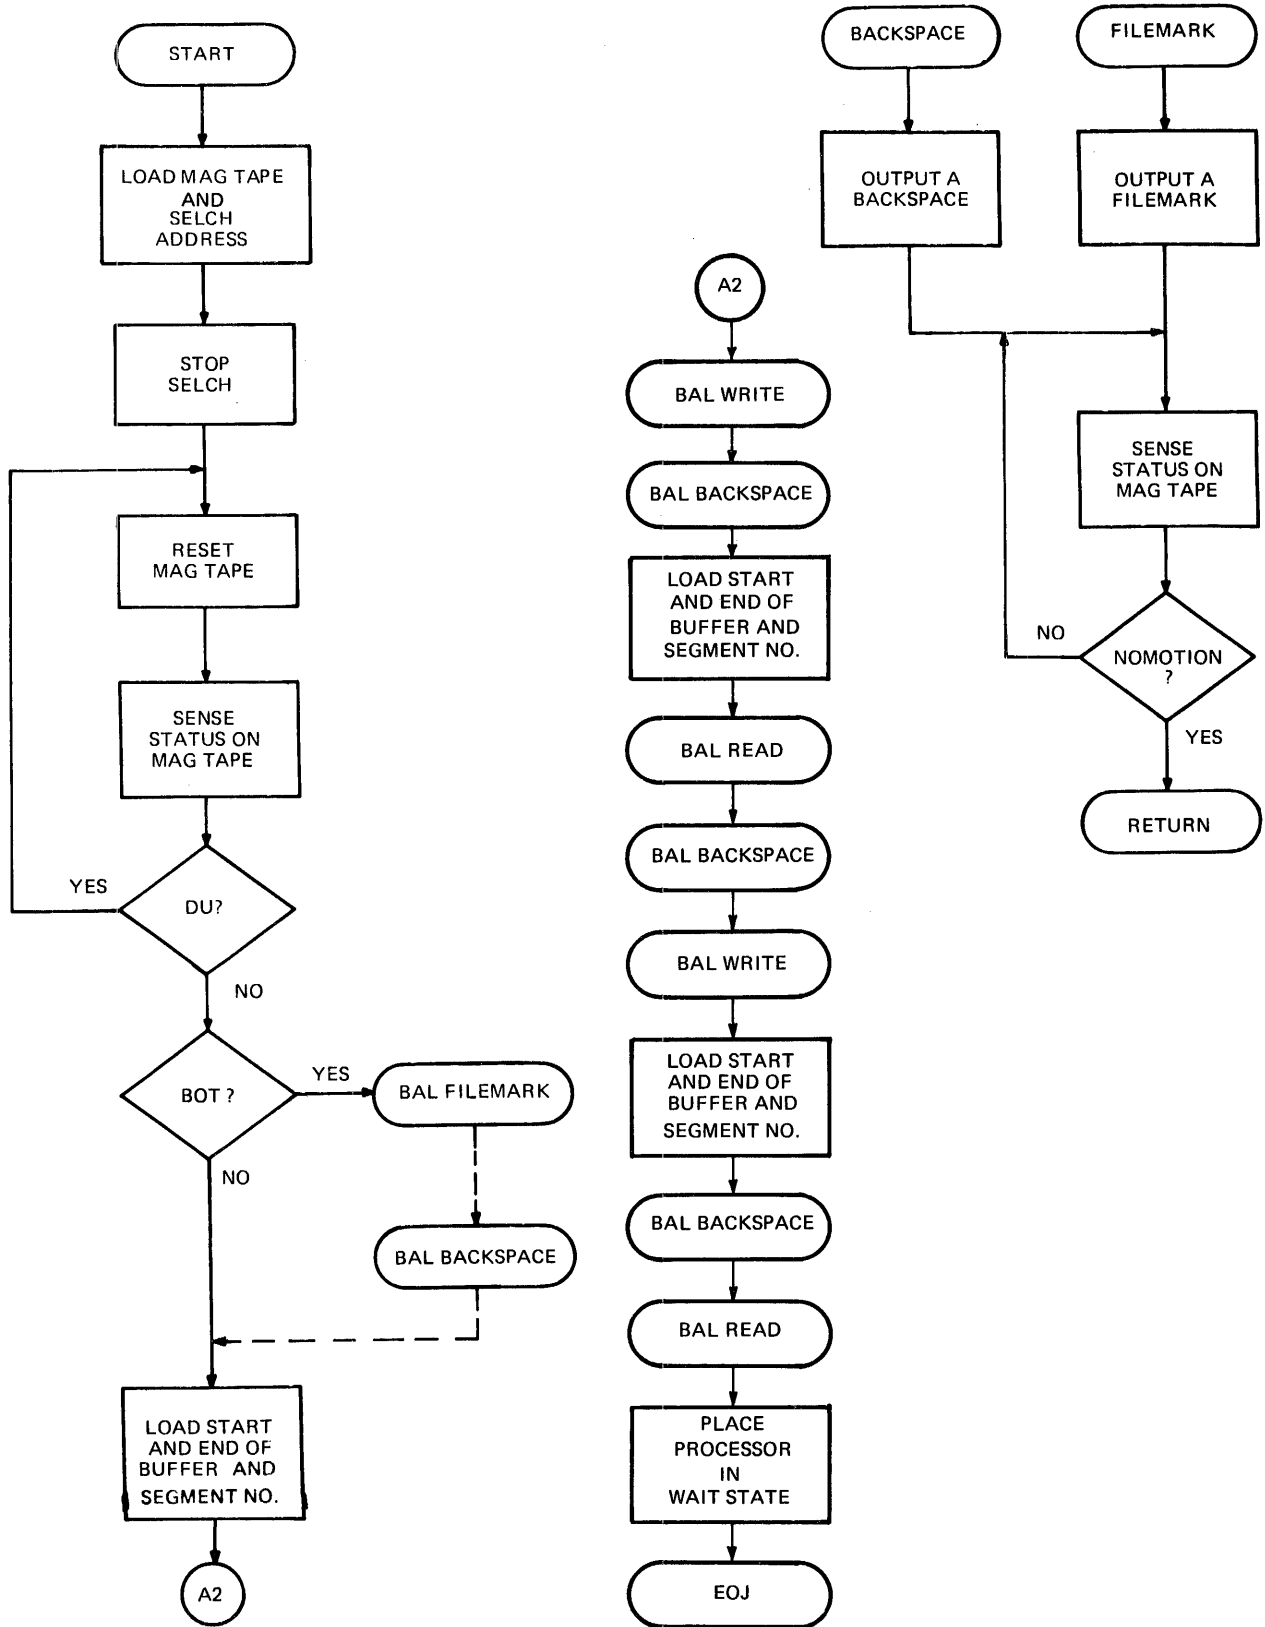 START
LOAD MAG TAPE
AND
SELCH
ADDRESS
STOP
SELCH
RESET
MAG TAPE
SENSE
STATUS ON
MAG TAPE
YES
DU?
NO
BOT ?
YES
BAL FILEMARK
NO
BAL BACKSPACE
LOAD START
AND END OF
BUFFER AND
SEGMENT NO.
A2
A2
BAL WRITE
BAL BACKSPACE
LOAD START
AND END OF
BUFFER AND
SEGMENT NO.
BAL READ
BAL BACKSPACE
BAL WRITE
LOAD START
AND END OF
BUFFER AND
SEGMENT NO.
BAL BACKSPACE
BAL READ
PLACE
PROCESSOR
IN
WAIT STATE
EOJ
BACKSPACE
OUTPUT A
BACKSPACE
FILEMARK
OUTPUT A
FILEMARK
SENSE
STATUS ON
MAG TAPE
NO
NOMOTION
?
YES
RETURN